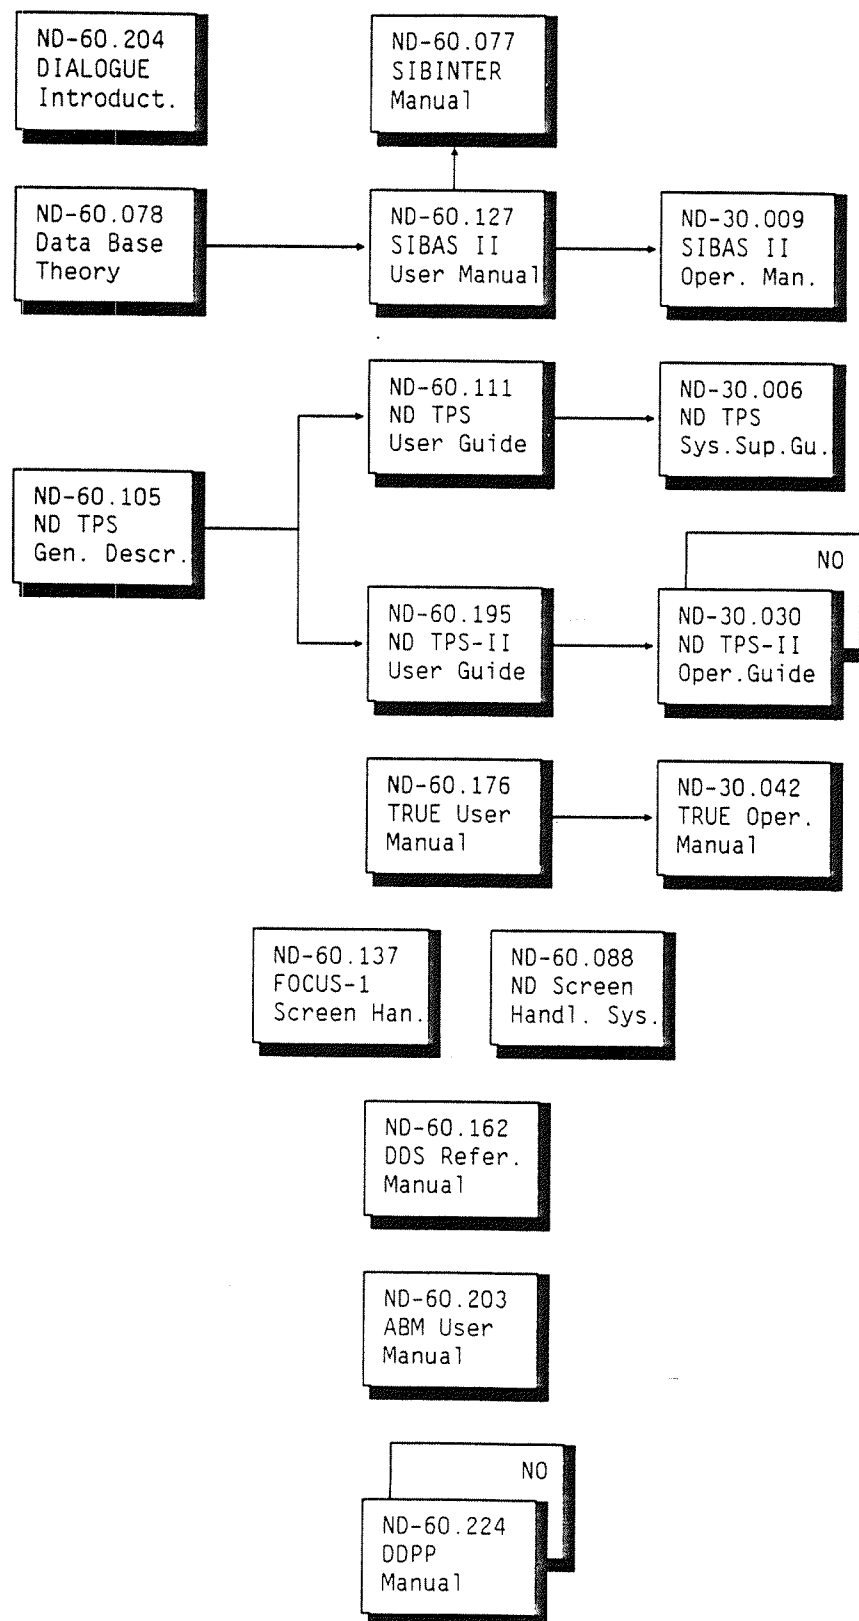 ND-60.204
DIALOGUE
Introduct.
ND-60.077
SIBINTER
Manual
ND-60.078
Data Base
Theory
ND-60.127
SIBAS II
User Manual
ND-30.009
SIBAS II
Oper. Man.
ND-60.111
ND TPS
User Guide
ND-30.006
ND TPS
Sys.Sup.Gu.
ND-60.105
ND TPS
Gen. Descr.
NO
ND-60.195
ND TPS-II
User Guide
ND-30.030
ND TPS-II
Oper.Guide
ND-60.176
TRUE User
Manual
ND-30.042
TRUE Oper.
Manual
ND-60.137
FOCUS-1
Screen Han.
ND-60.088
ND Screen
Handl. Sys.
ND-60.162
DDS Refer.
Manual
ND-60.203
ABM User
Manual
NO
ND-60.224
DDPP
Manual